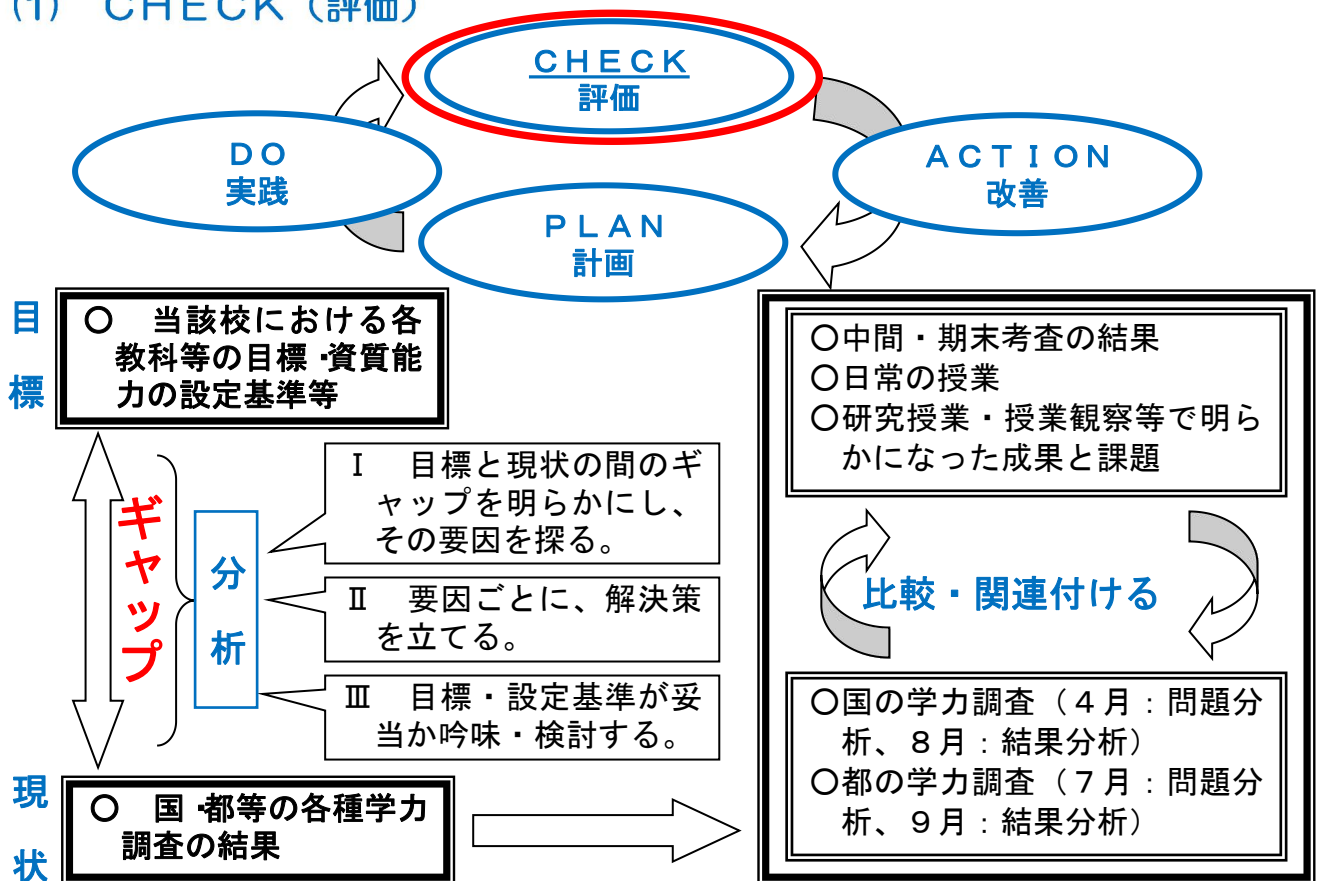 (1) ＣＨＥＣＫ（評価）
ＣＨＥＣＫ
評価
ＤＯ
実践
ＡＣＴＩＯＮ
改善
ＰＬＡＮ
計画
目
標
○　当該校における各
教科等の目標・資質能
力の設定基準等
ギャップ
分
析
Ⅰ　目標と現状の間のギ
ャップを明らかにし、
その要因を探る。
Ⅱ　要因ごとに、解決策
を立てる。
Ⅲ　目標・設定基準が妥
当か吟味・検討する。
現
状
○　国・都等の各種学力
調査の結果
○中間・期末考査の結果
○日常の授業
○研究授業・授業観察等で明ら
かになった成果と課題
比較・関連付ける
○国の学力調査（４月：問題分
析、８月：結果分析）
○都の学力調査（７月：問題分
析、９月：結果分析）